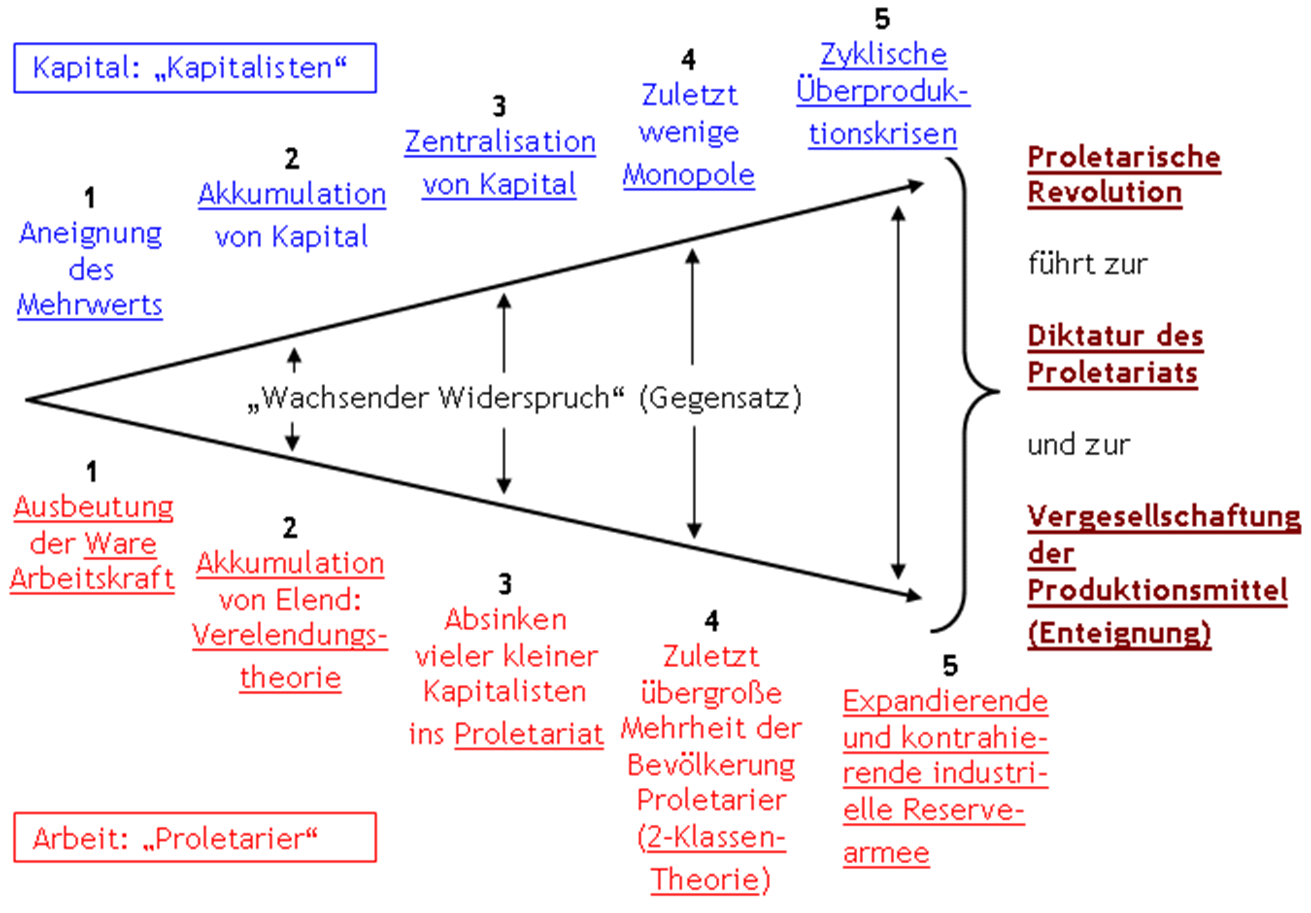 Kapital: „Kapitalisten“
1
Aneignung
des
Mehrwerts
2
Akkumulation
von Kapital
3
Zentralisation
von Kapital
4
Zuletzt
wenige
Monopole
5
Zyklische
Überproduk-
tionskrisen
„Wachsender Widerspruch“ (Gegensatz)
1
Ausbeutung
der Ware
Arbeitskraft
2
Akkumulation
von Elend:
Verelendungs-
theorie
3
Absinken
vieler kleiner
Kapitalisten
ins Proletariat
4
Zuletzt
übergroße
Mehrheit der
Bevölkerung
Proletarier
(2-Klassen-
Theorie)
5
Expandierende
und kontrahie-
rende industri-
elle Reserve-
armee
Arbeit: „Proletarier“
Proletarische
Revolution
führt zur
Diktatur des
Proletariats
und zur
Vergesellschaftung
der
Produktionsmittel
(Enteignung)